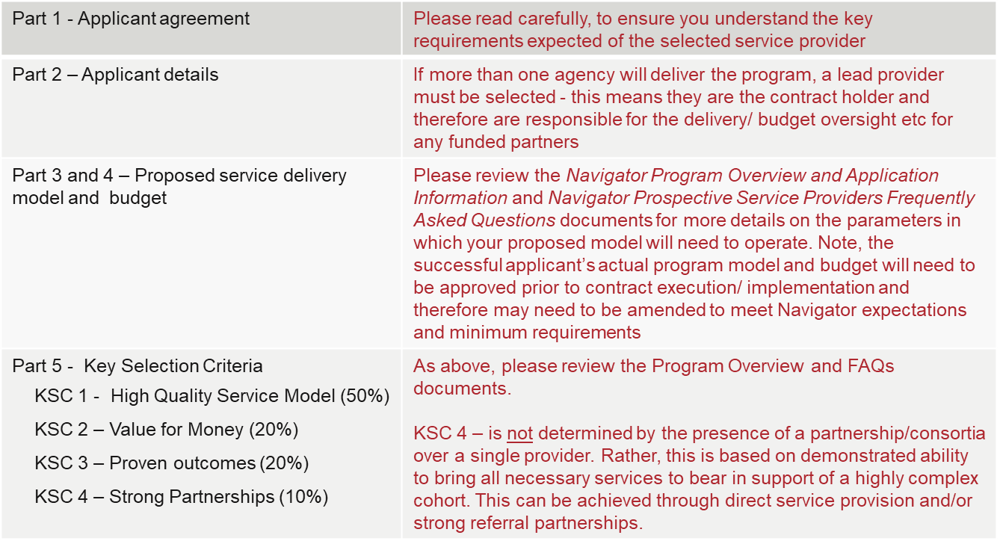 Part 1 - Applicant agreement
Please read carefully, to ensure you understand the key
requirements expected of the selected service provider
Part 2 – Applicant details
If more than one agency will deliver the program, a lead provider
must be selected - this means they are the contract holder and
therefore are responsible for the delivery/ budget oversight etc for
any funded partners
Part 3 and 4 – Proposed service delivery
model and budget
Please review the Navigator Program Overview and Application
Information and Navigator Prospective Service Providers Frequently
Asked Questions documents for more details on the parameters in
which your proposed model will need to operate. Note, the
successful applicant’s actual program model and budget will need to
be approved prior to contract execution/ implementation and
therefore may need to be amended to meet Navigator expectations
and minimum requirements
Part 5 - Key Selection Criteria
KSC 1 - High Quality Service Model (50%)
KSC 2 – Value for Money (20%)
KSC 3 – Proven outcomes (20%)
KSC 4 – Strong Partnerships (10%)
As above, please review the Program Overview and FAQs
documents.
KSC 4 – is not determined by the presence of a partnership/consortia
over a single provider. Rather, this is based on demonstrated ability
to bring all necessary services to bear in support of a highly complex
cohort. This can be achieved through direct service provision and/or
strong referral partnerships.